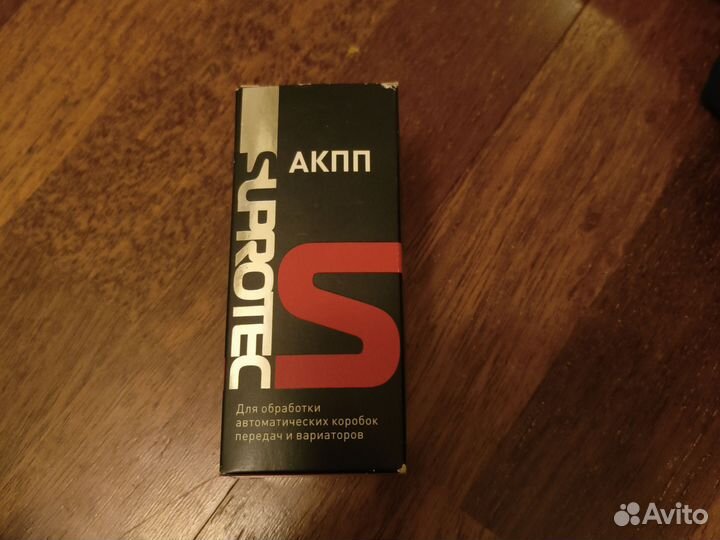 АКПП
SUPROTEC
S
Для обработки
автоматических коробок
передач и вариаторов
Avito